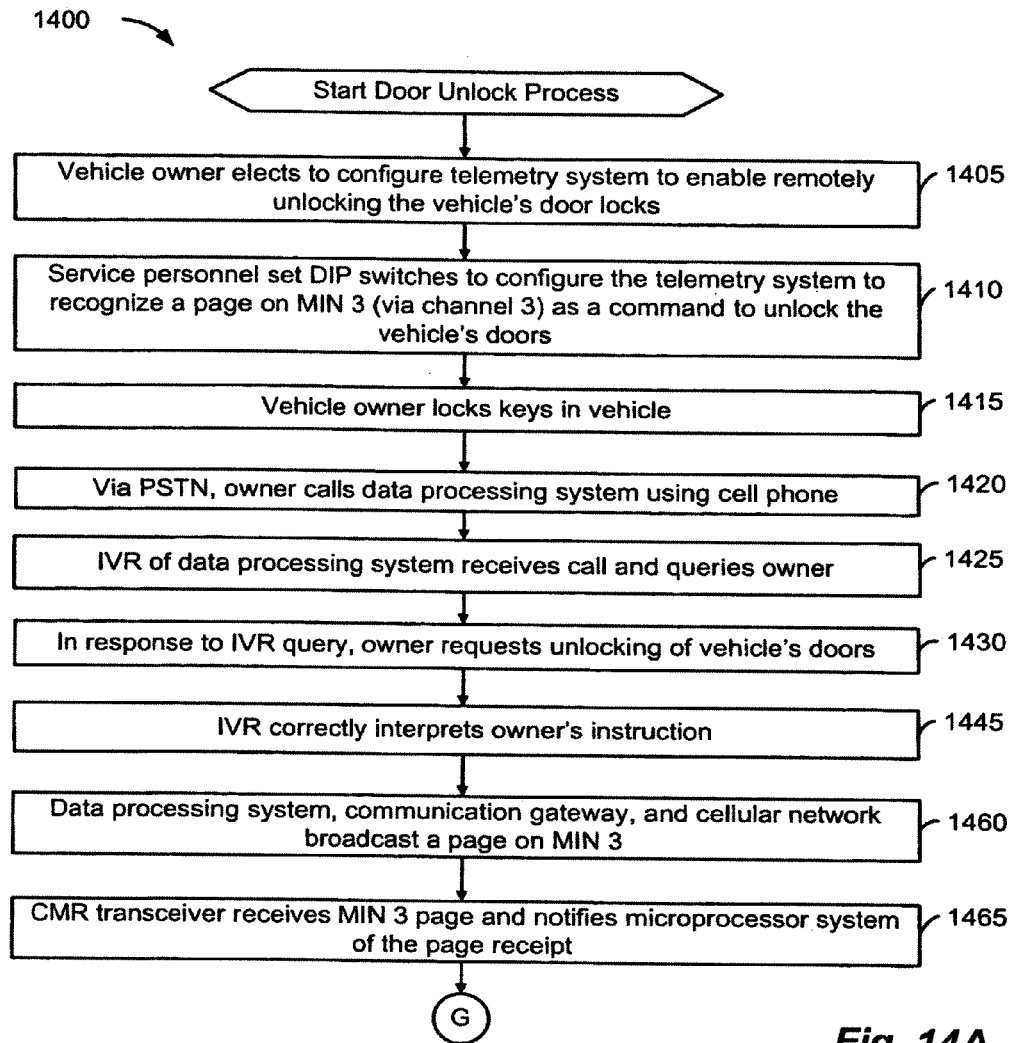 1400
Start Door Unlock Process
Vehicle owner elects to configure telemetry system to enable remotely
unlocking the vehicle's door locks
1405
Service personnel set DIP switches to configure the telemetry system to
recognize a page on MIN 3 (via channel 3) as a command to unlock the
vehicle's doors
1410
Vehicle owner locks keys in vehicle
1415
Via PSTN, owner calls data processing system using cell phone
1420
IVR of data processing system receives call and queries owner
1425
In response to IVR query, owner requests unlocking of vehicle's doors
1430
IVR correctly interprets owner's instruction
1445
Data processing system, communication gateway, and cellular network
broadcast a page on MIN 3
1460
CMR transceiver receives MIN 3 page and notifies microprocessor system
of the page receipt
1465
G
Fig. 14A